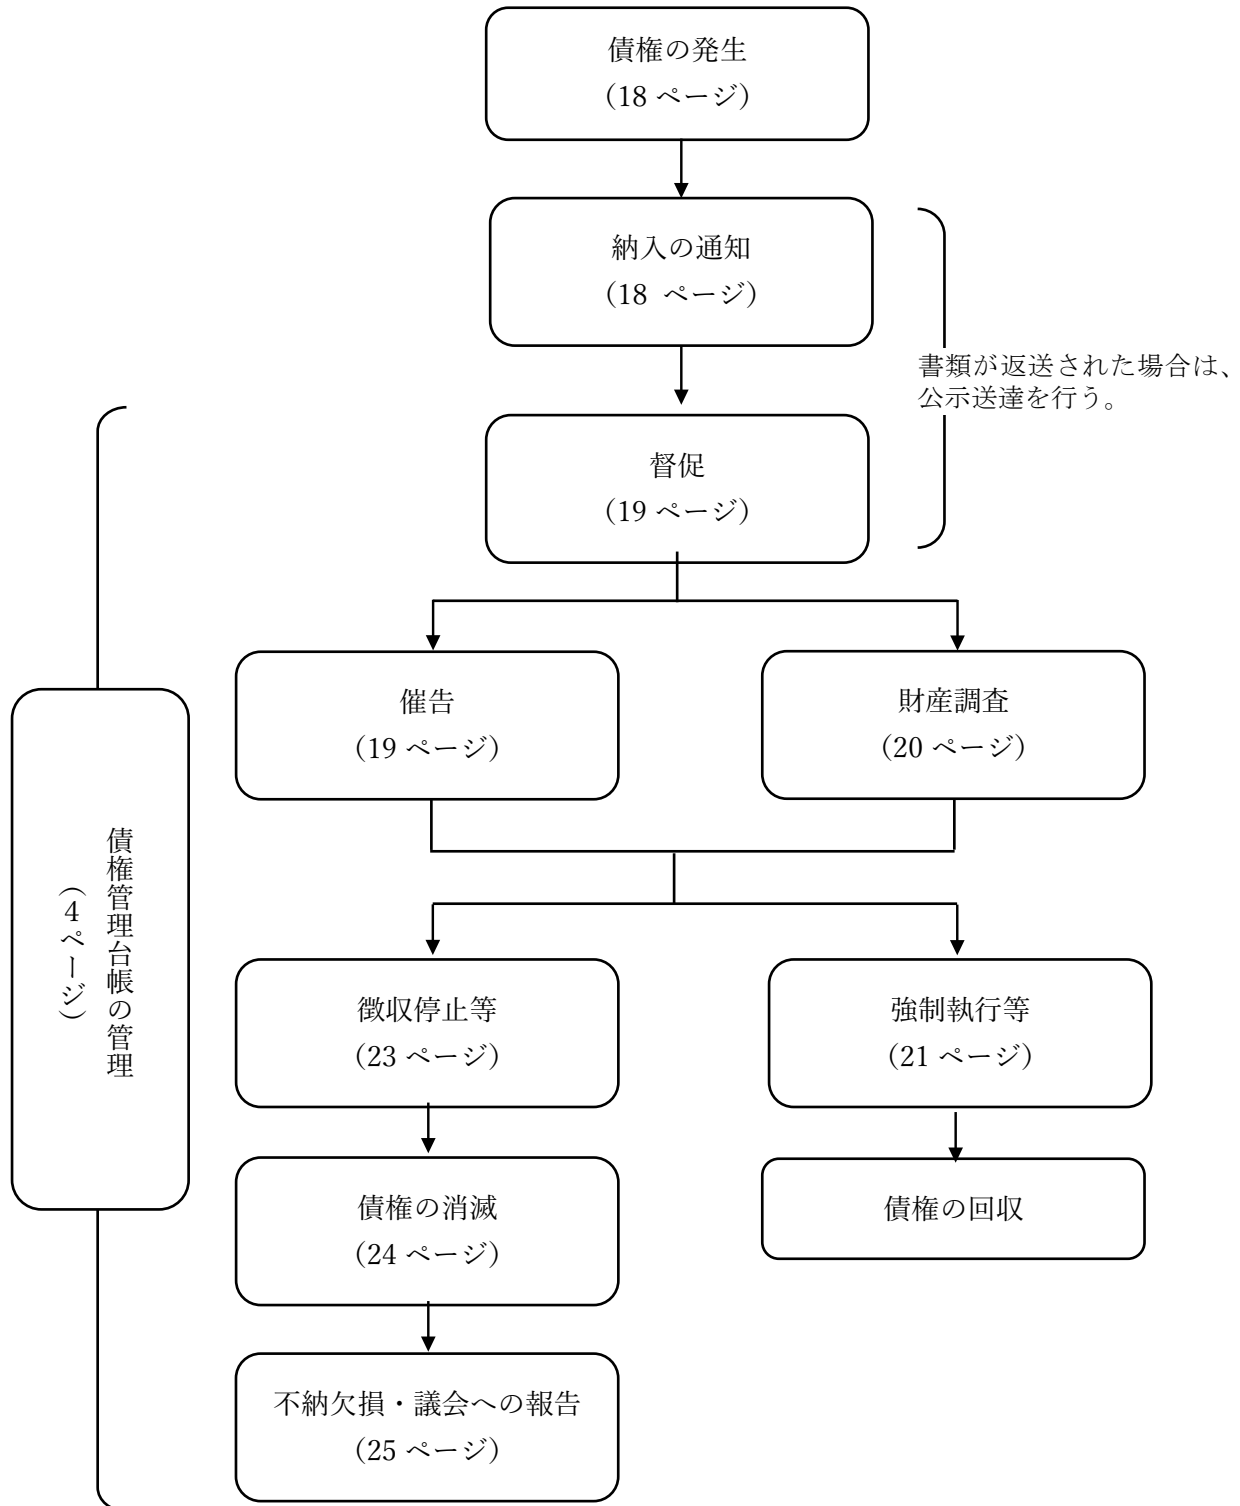 債権の発生
（18 ページ）
納入の通知
（18 ページ）
書類が返送された場合は、
公示送達を行う。
督促
（19 ページ）
催告
（19 ページ）
財産調査
（20 ページ）
債権管理台帳の管理
（4ページ）
徴収停止等
（23 ページ）
強制執行等
（21 ページ）
債権の消滅
（24 ページ）
債権の回収
不納欠損・議会への報告
（25 ページ）